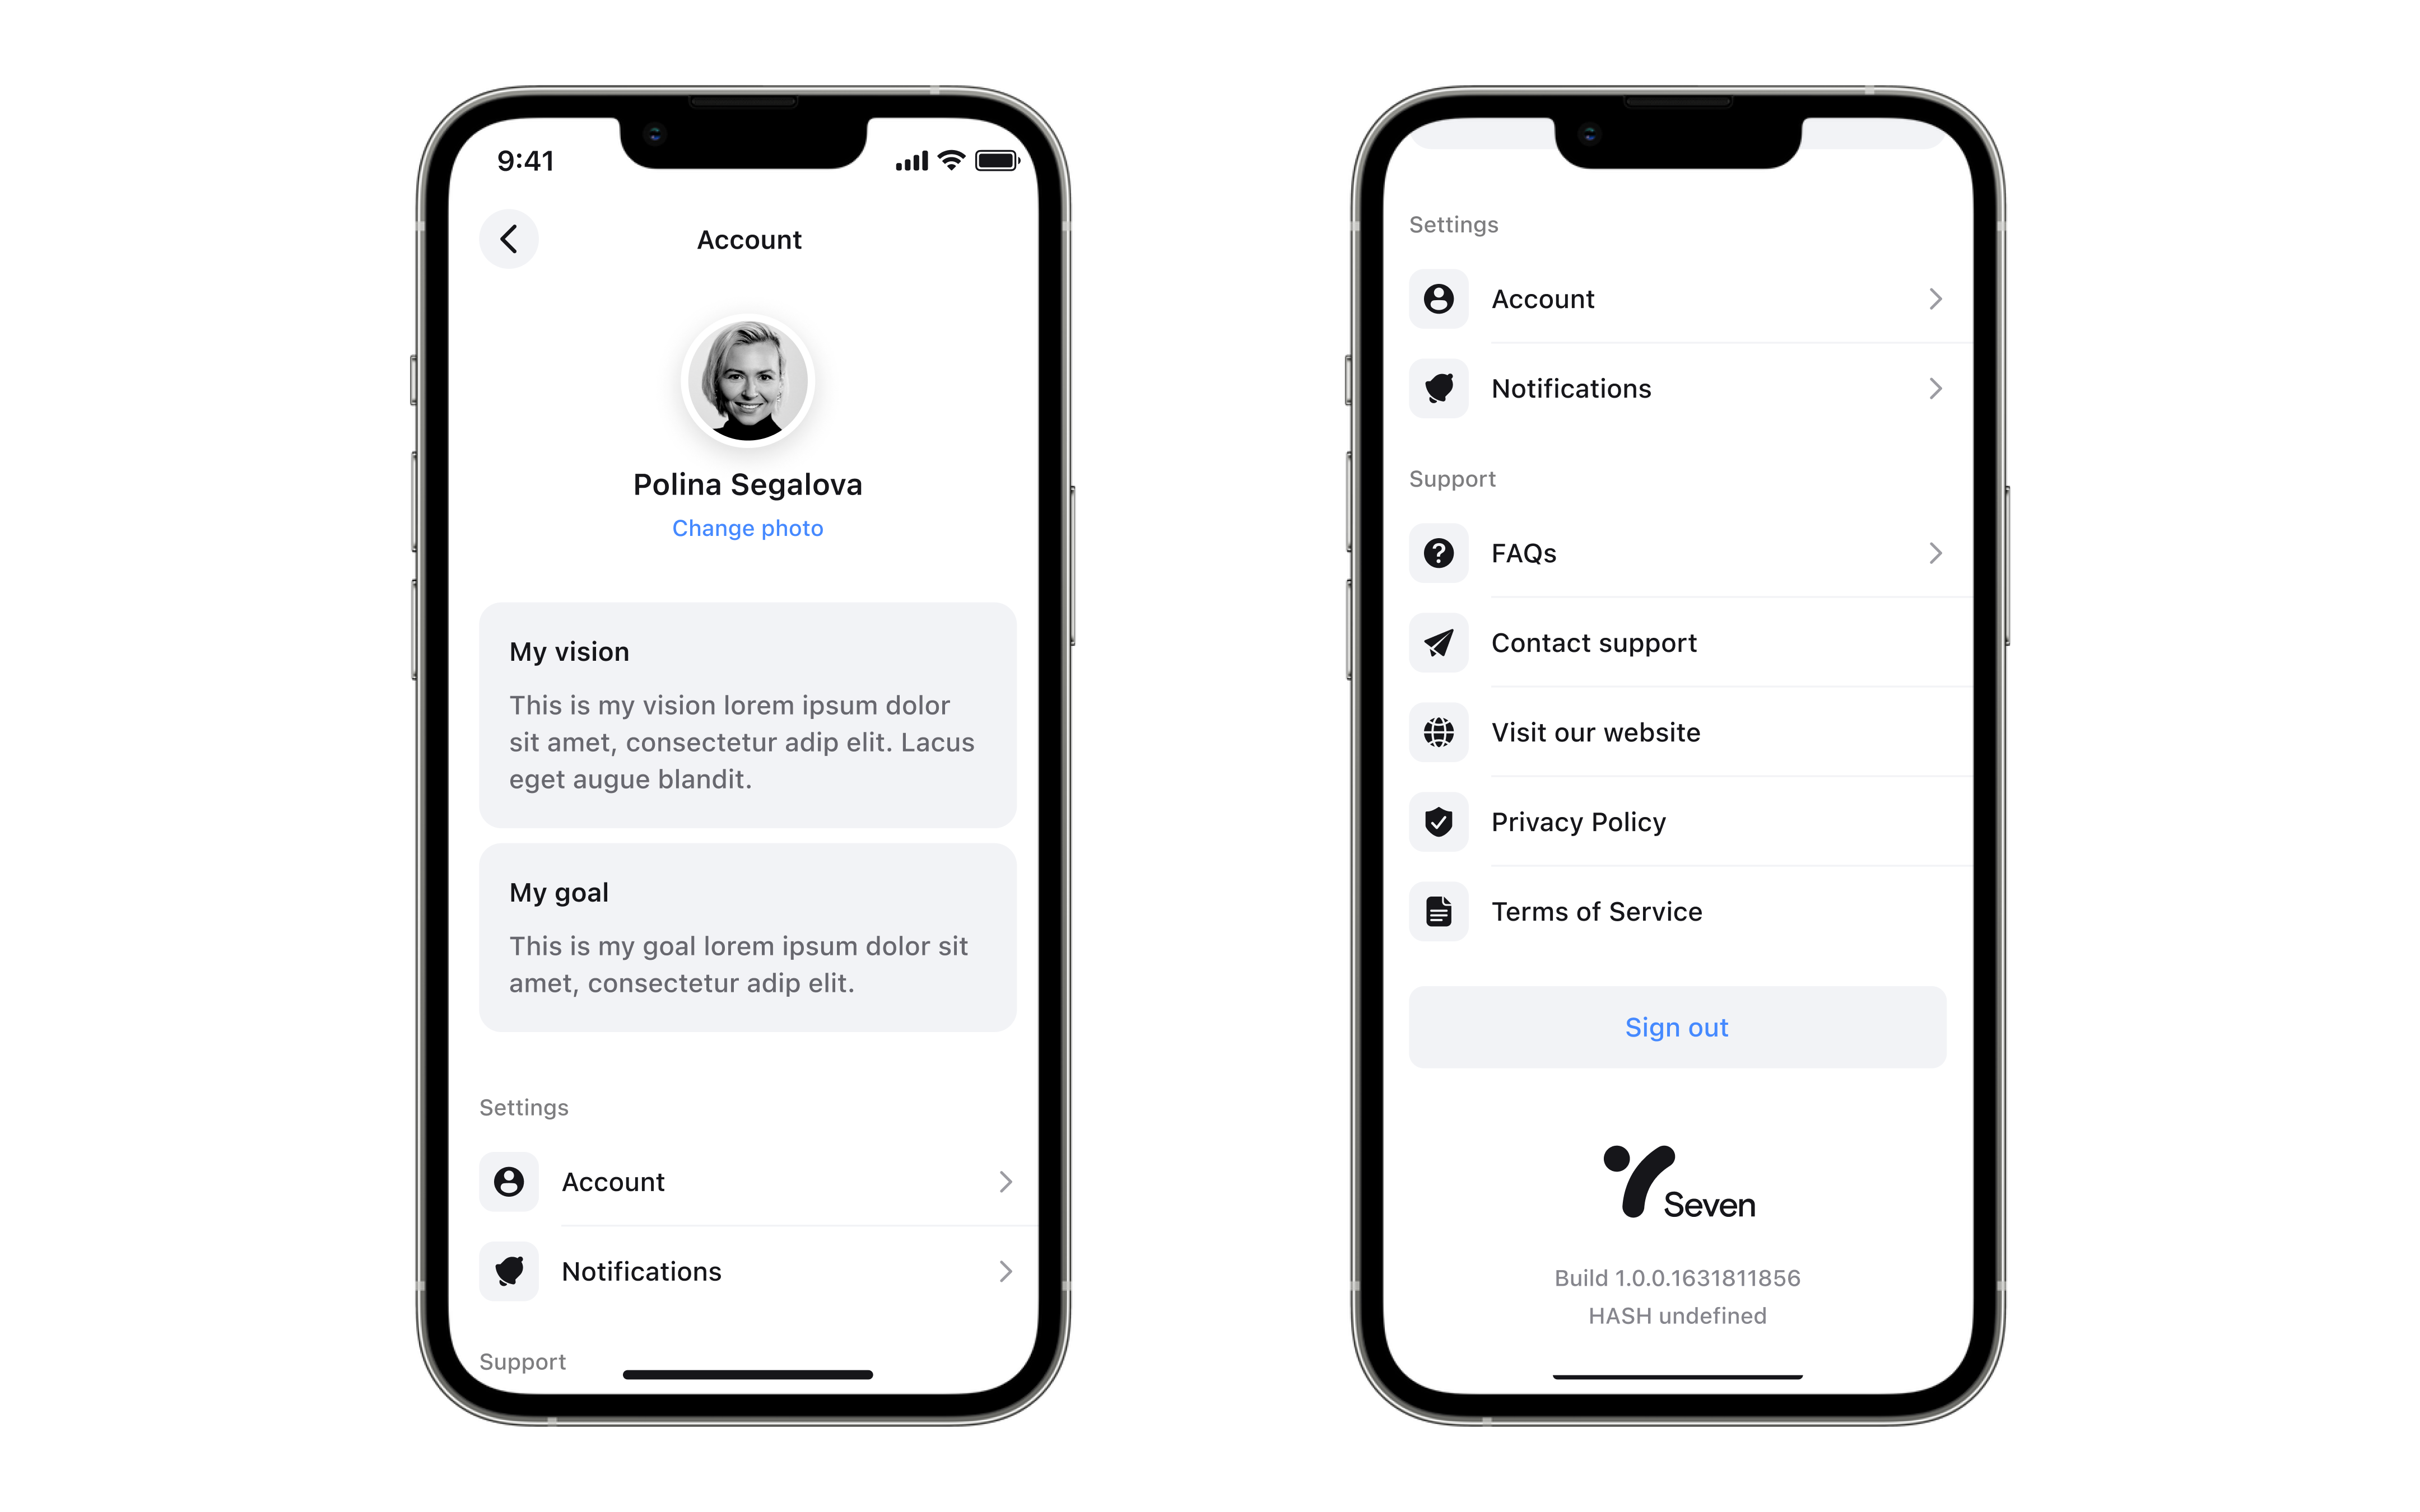 9:41
Account
Polina Segalova
Change photo
My vision
This is my vision lorem ipsum dolor
sit amet, consectetur adip elit. Lacus
eget augue blandit.
My goal
This is my goal lorem ipsum dolor sit
amet, consectetur adip elit.
Settings
Account
Notifications
Support
Settings
Account
Notifications
Support
FAQs
Contact support
Visit our website
Privacy Policy
Terms of Service
Sign out
Seven
Build 1.0.0.1631811856
HASH undefined